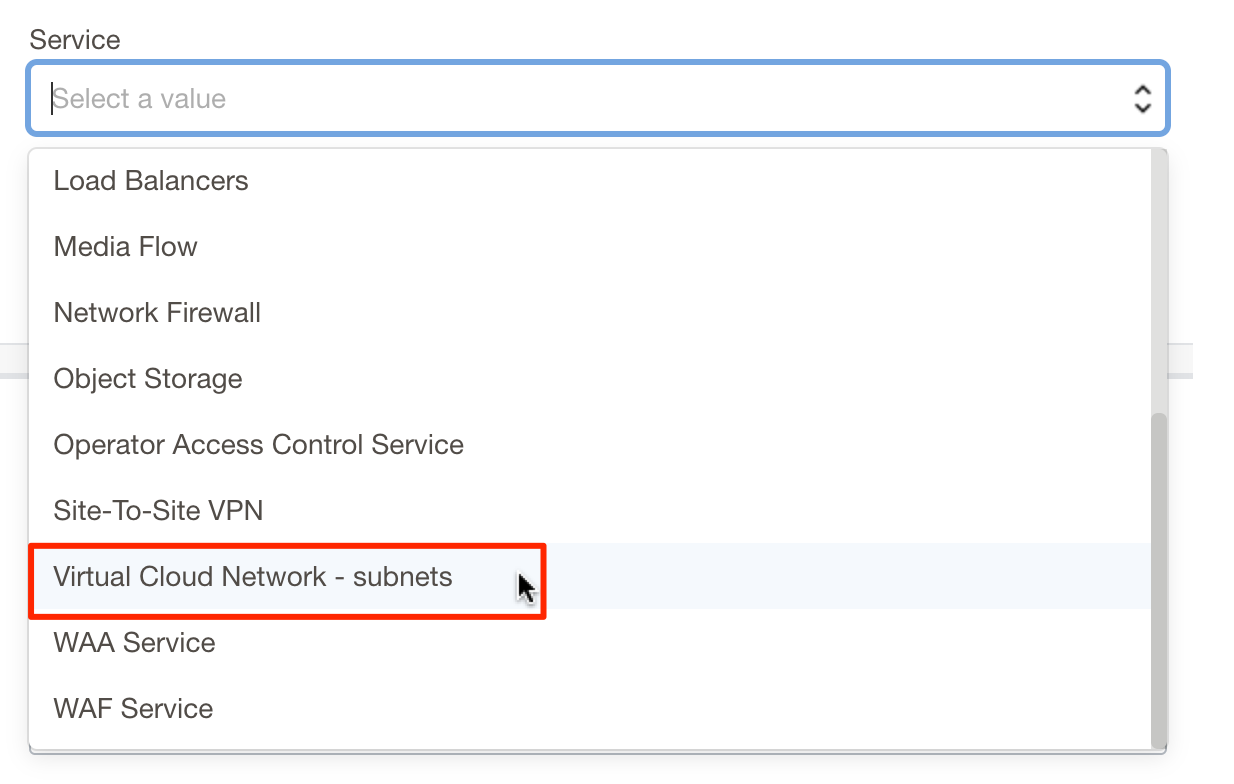 Service
Select a value
Load Balancers
Media Flow
Network Firewall
Object Storage
Operator Access Control Service
Site-To-Site VPN
Virtual Cloud Network - subnets
WAA Service
WAF Service